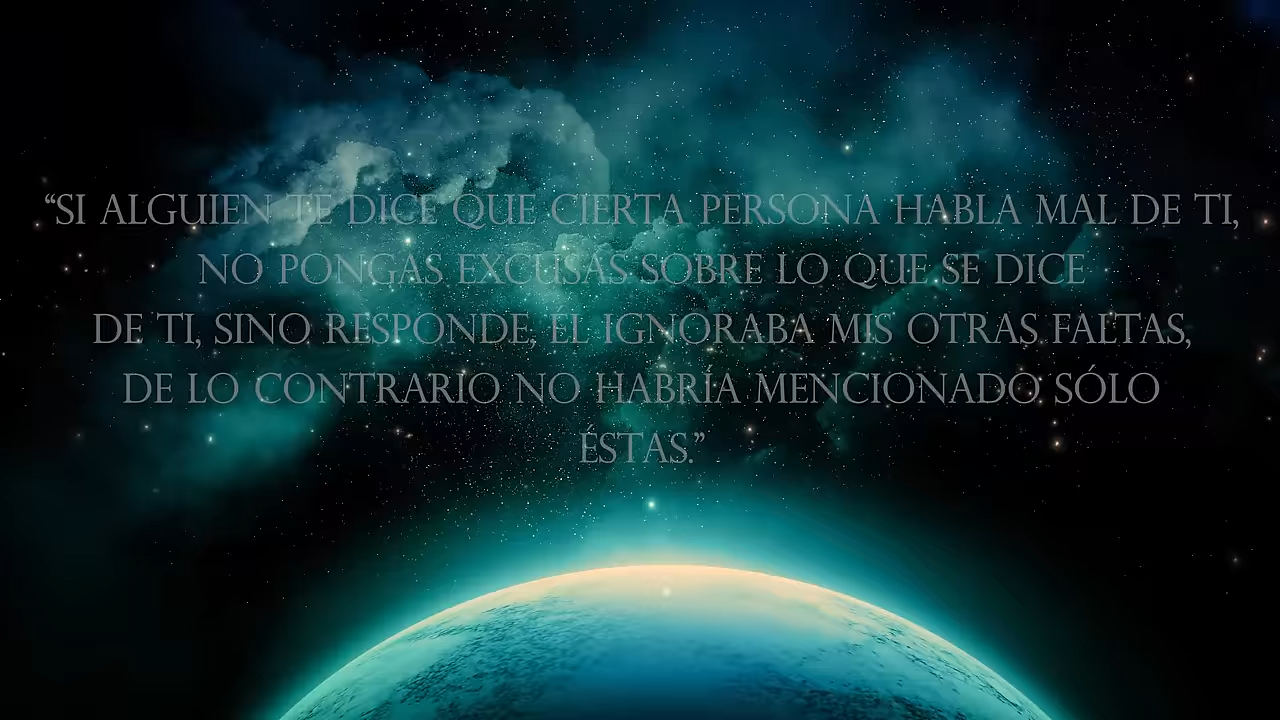 “SI ALGUIEN TE DICE QUE CIERTA PERSONA HABLA MAL DE TI,
NO PONGAS EXCUSAS SOBRE LO QUE SE DICE
DE TI, SINO RESPONDE, ÉL IGNORABA MIS OTRAS FALTAS,
DE LO CONTRARIO NO HABRÍA MENCIONADO SÓLO
ÉSTAS.”